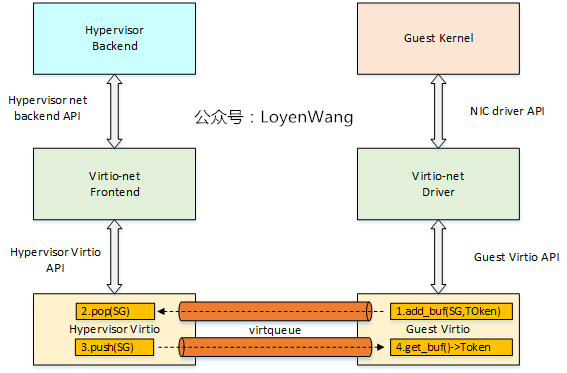 Hypervisor
Backend
Guest Kernel
Hypervisor net
backend API
公众号：LoyenWang
NIC driver API
Virtio-net
Frontend
Virtio-net
Driver
Hypervisor Virtio
API
Guest Virtio API
2.pop(SG)
1.add_buf(SG,TOken)
Hypervisor Virtio
virtqueue
Guest Virtio
3.push(SG)
4.get_buf()->Token